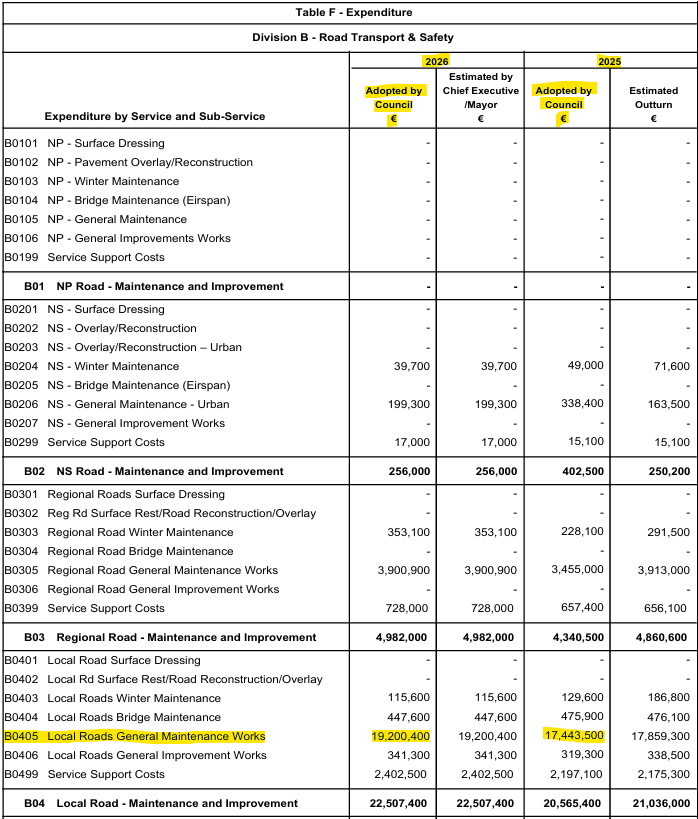 Table F - Expenditure
Division B - Road Transport & Safety
2026 2025
Expenditure by Service and Sub-Service Adopted by Council € Estimated by Chief Executive /Mayor € Adopted by Council € Estimated Outturn €
B0101 NP - Surface Dressing - - - -
B0102 NP - Pavement Overlay/Reconstruction - - - -
B0103 NP - Winter Maintenance - - - -
B0104 NP - Bridge Maintenance (Eirspan) - - - -
B0105 NP - General Maintenance - - - -
B0106 NP - General Improvements Works - - - -
B0199 Service Support Costs - - - -
B01 NP Road - Maintenance and Improvement - - - -
B0201 NS - Surface Dressing - - - -
B0202 NS - Overlay/Reconstruction - - - -
B0203 NS - Overlay/Reconstruction – Urban - - - -
B0204 NS - Winter Maintenance 39,700 39,700 49,000 71,600
B0205 NS - Bridge Maintenance (Eirspan) - - - -
B0206 NS - General Maintenance - Urban 199,300 199,300 338,400 163,500
B0207 NS - General Improvement Works - - - -
B0299 Service Support Costs 17,000 17,000 15,100 15,100
B02 NS Road - Maintenance and Improvement 256,000 256,000 402,500 250,200
B0301 Regional Roads Surface Dressing - - - -
B0302 Reg Rd Surface Rest/Road Reconstruction/Overlay - - - -
B0303 Regional Road Winter Maintenance 353,100 353,100 228,100 291,500
B0304 Regional Road Bridge Maintenance - - - -
B0305 Regional Road General Maintenance Works 3,900,900 3,900,900 3,455,000 3,913,000
B0306 Regional Road General Improvement Works - - - -
B0399 Service Support Costs 728,000 728,000 657,400 656,100
B03 Regional Road - Maintenance and Improvement 4,982,000 4,982,000 4,340,500 4,860,600
B0401 Local Road Surface Dressing - - - -
B0402 Local Rd Surface Rest/Road Reconstruction/Overlay - - - -
B0403 Local Roads Winter Maintenance 115,600 115,600 129,600 186,800
B0404 Local Roads Bridge Maintenance 447,600 447,600 475,900 476,100
B0405 Local Roads General Maintenance Works 19,200,400 19,200,400 17,443,500 17,859,300
B0406 Local Roads General Improvement Works 341,300 341,300 319,300 338,500
B0499 Service Support Costs 2,402,500 2,402,500 2,197,100 2,175,300
B04 Local Road - Maintenance and Improvement 22,507,400 22,507,400 20,565,400 21,036,000